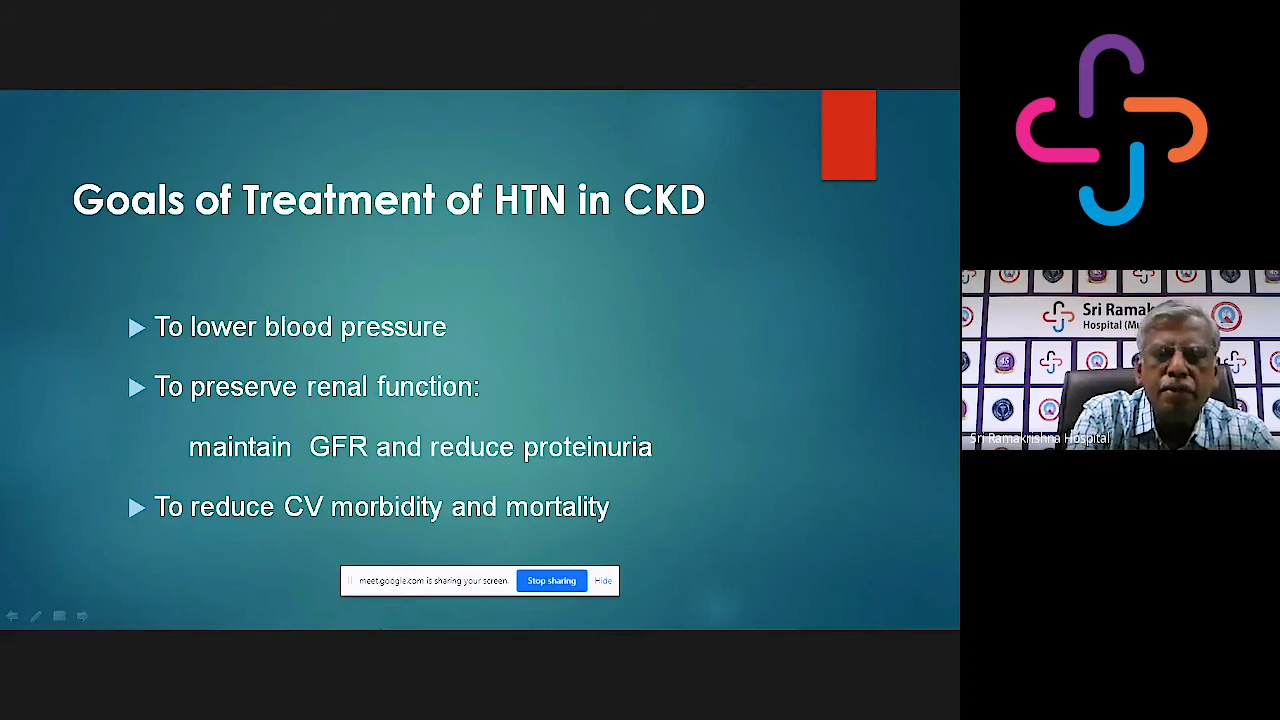 Goals of Treatment of HTN in CKD
To lower blood pressure
To preserve renal function:
maintain GFR and reduce proteinuria
To reduce CV morbidity and mortality
meet.google.com is sharing your screen.
Stop sharing
Hide
Sri Ramak
Hospital (Mu
45
Sri Ramakrishna Hospital